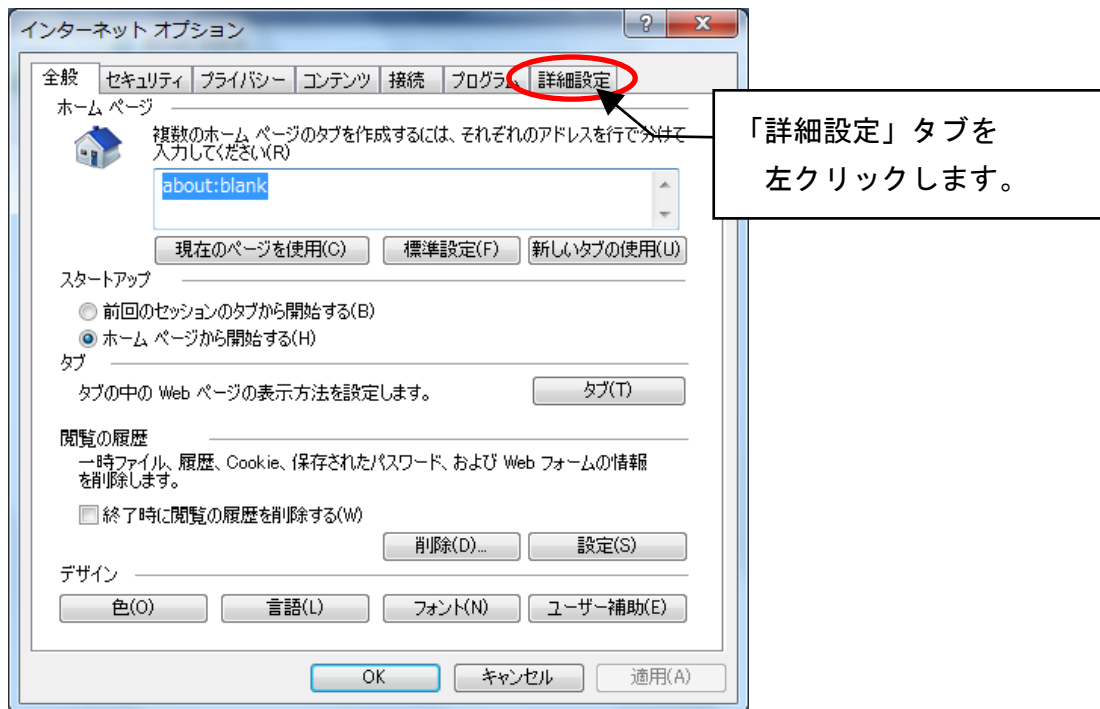 インターネット オプション
全般 セキュリティ プライバシー コンテンツ 接続 プログラム 詳細設定
ホーム ページ
複数のホーム ページのタブを作成するには、それぞれのアドレスを行で分けて
入力してください(R)
about:blank
現在のページを使用(C) 標準設定(F) 新しいタブの使用(U)
スタートアップ
前回のセッションのタブから開始する(B)
ホーム ページから開始する(H)
タブ
タブの中の Web ページの表示方法を設定します。 タブ(T)
閲覧の履歴
一時ファイル、履歴、Cookie、保存されたパスワード、および Web フォームの情報
を削除します。
終了時に閲覧の履歴を削除する(W)
削除(D)... 設定(S)
デザイン
色(O) 言語(L) フォント(N) ユーザー補助(E)
OK キャンセル 適用(A)
「詳細設定」タブを
左クリックします。